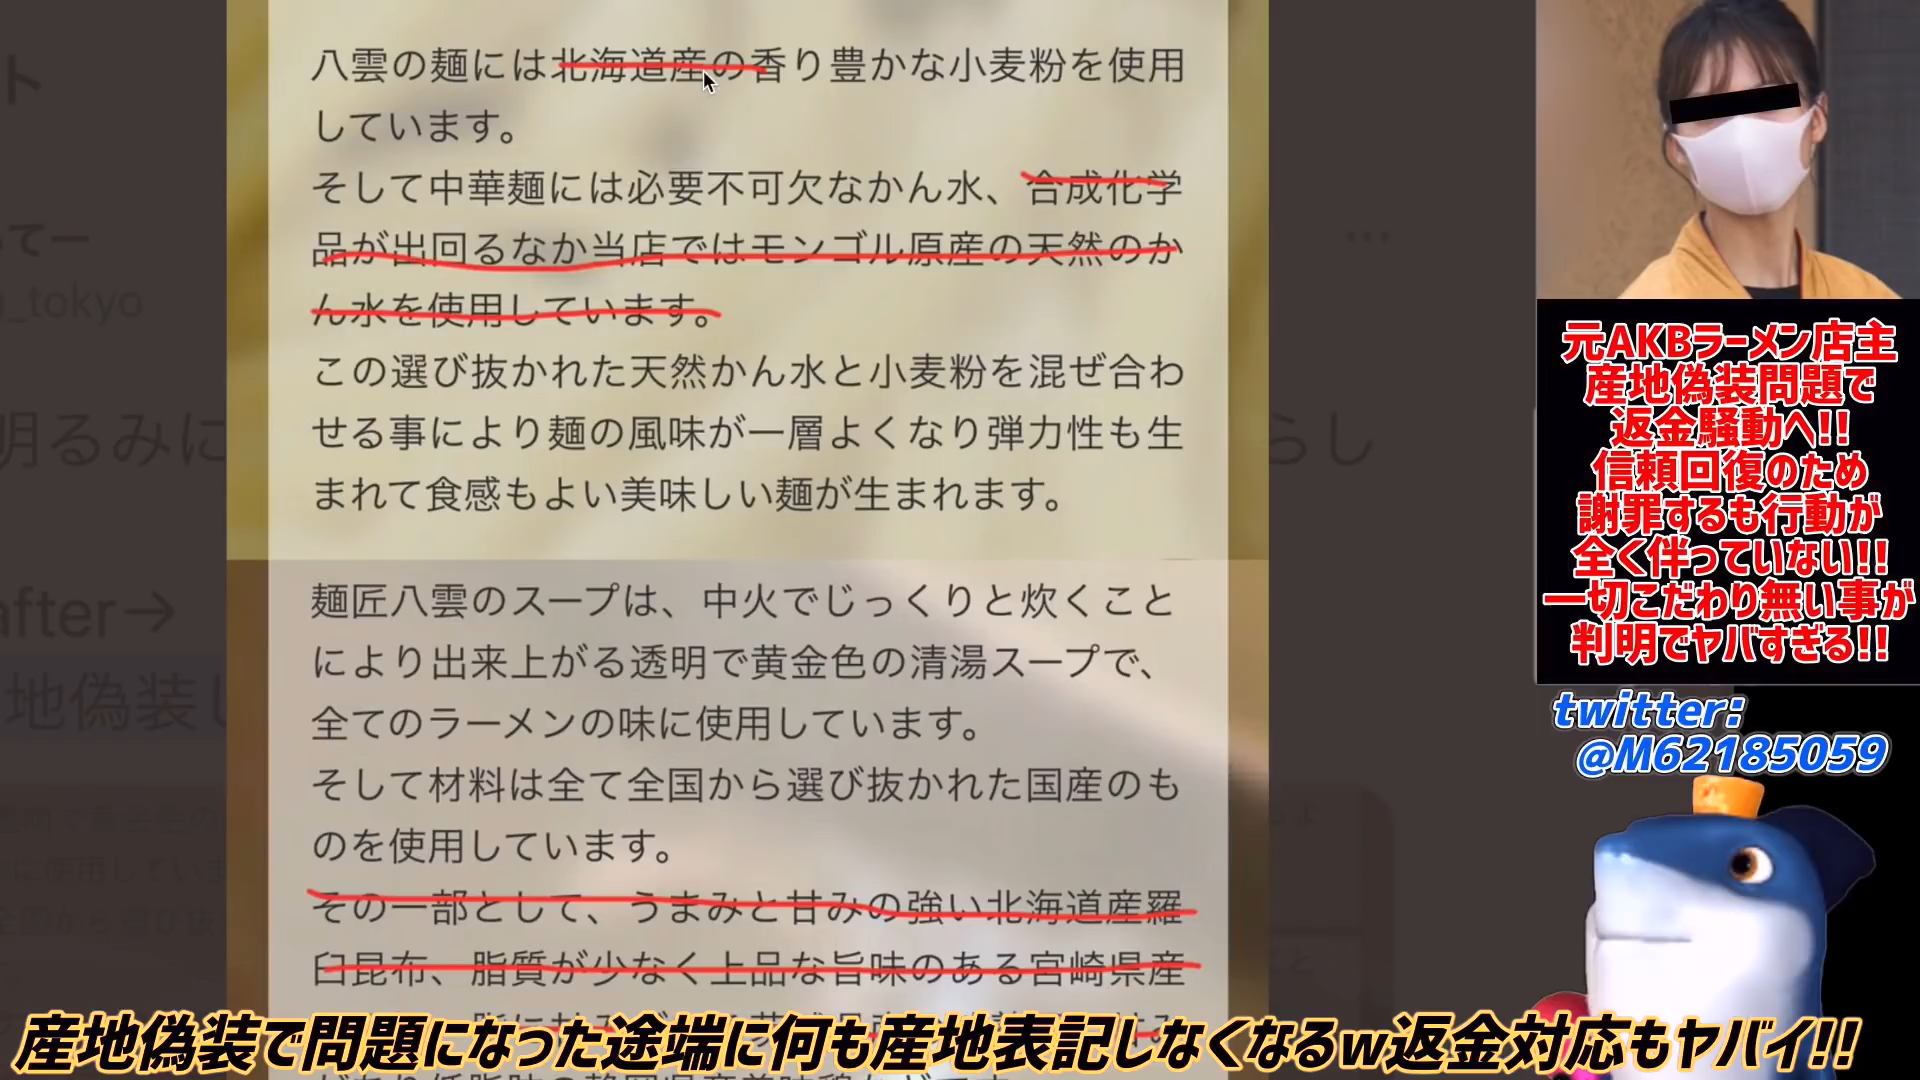 八雲の麺には北海道産の香り豊かな小麦粉を使用
しています。
そして中華麺には必要不可欠なかん水、合成化学
品が出回るなか当店ではモンゴル原産の天然のか
ん水を使用しています。
この選び抜かれた天然かん水と小麦粉を混ぜ合わ
せる事により麺の風味が一層よくなり弾力性も生
まれて食感もよい美味しい麺が生まれます。
麺匠八雲のスープは、中火でじっくりと炊くこと
により出来上がる透明で黄金色の清湯スープで、
全てのラーメンの味に使用しています。
そして材料は全て全国から選び抜かれた国産のも
のを使用しています。
その一部として、うまみと甘みの強い北海道産羅
臼昆布、脂質が少なく上品な旨味のある宮崎県産
ト
てー
_tokyo
明るみに
らし
after→
地偽装し
元AKBラーメン店主
産地偽装問題で
返金騒動へ!!
信頼回復のため
謝罪するも行動が
全く伴っていない!!
一切こだわり無い事が
判明でヤバすぎる!!
twitter:
@M62185059
産地偽装で問題になった途端に何も産地表記しなくなるw返金対応もヤバイ!!